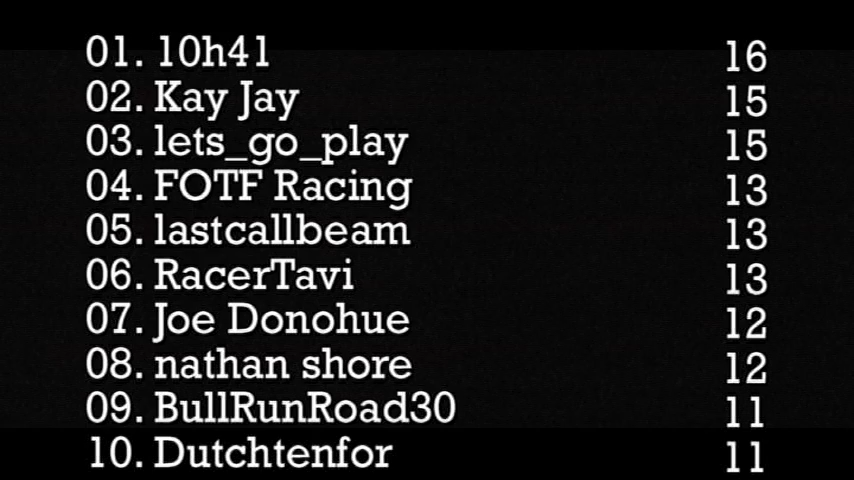 01. 10h41 16
02. Kay Jay 15
03. lets_go_play 15
04. FOTF Racing 13
05. lastcallbeam 13
06. RacerTavi 13
07. Joe Donohue 12
08. nathan shore 12
09. BullRunRoad30 11
10. Dutchtenfor 11